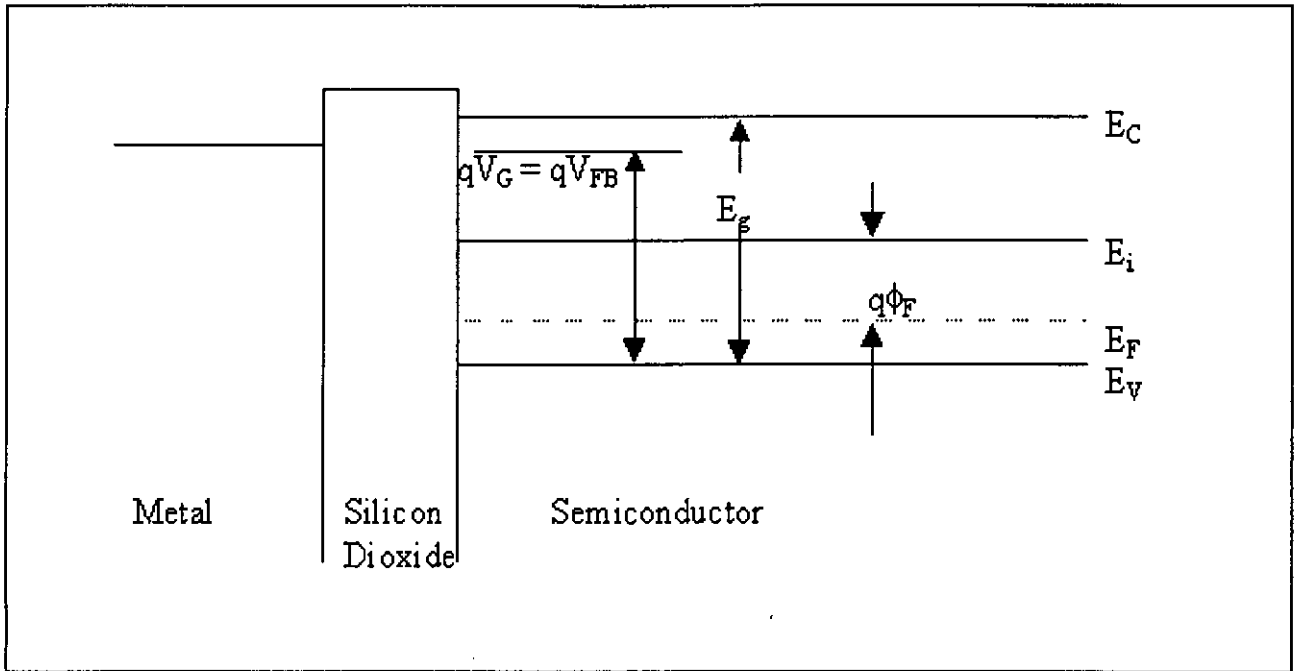 E_C
qV_G = qV_FB
E_g
E_i
qϕ_F
E_F
E_V
Metal
Silicon
Dioxide
Semiconductor